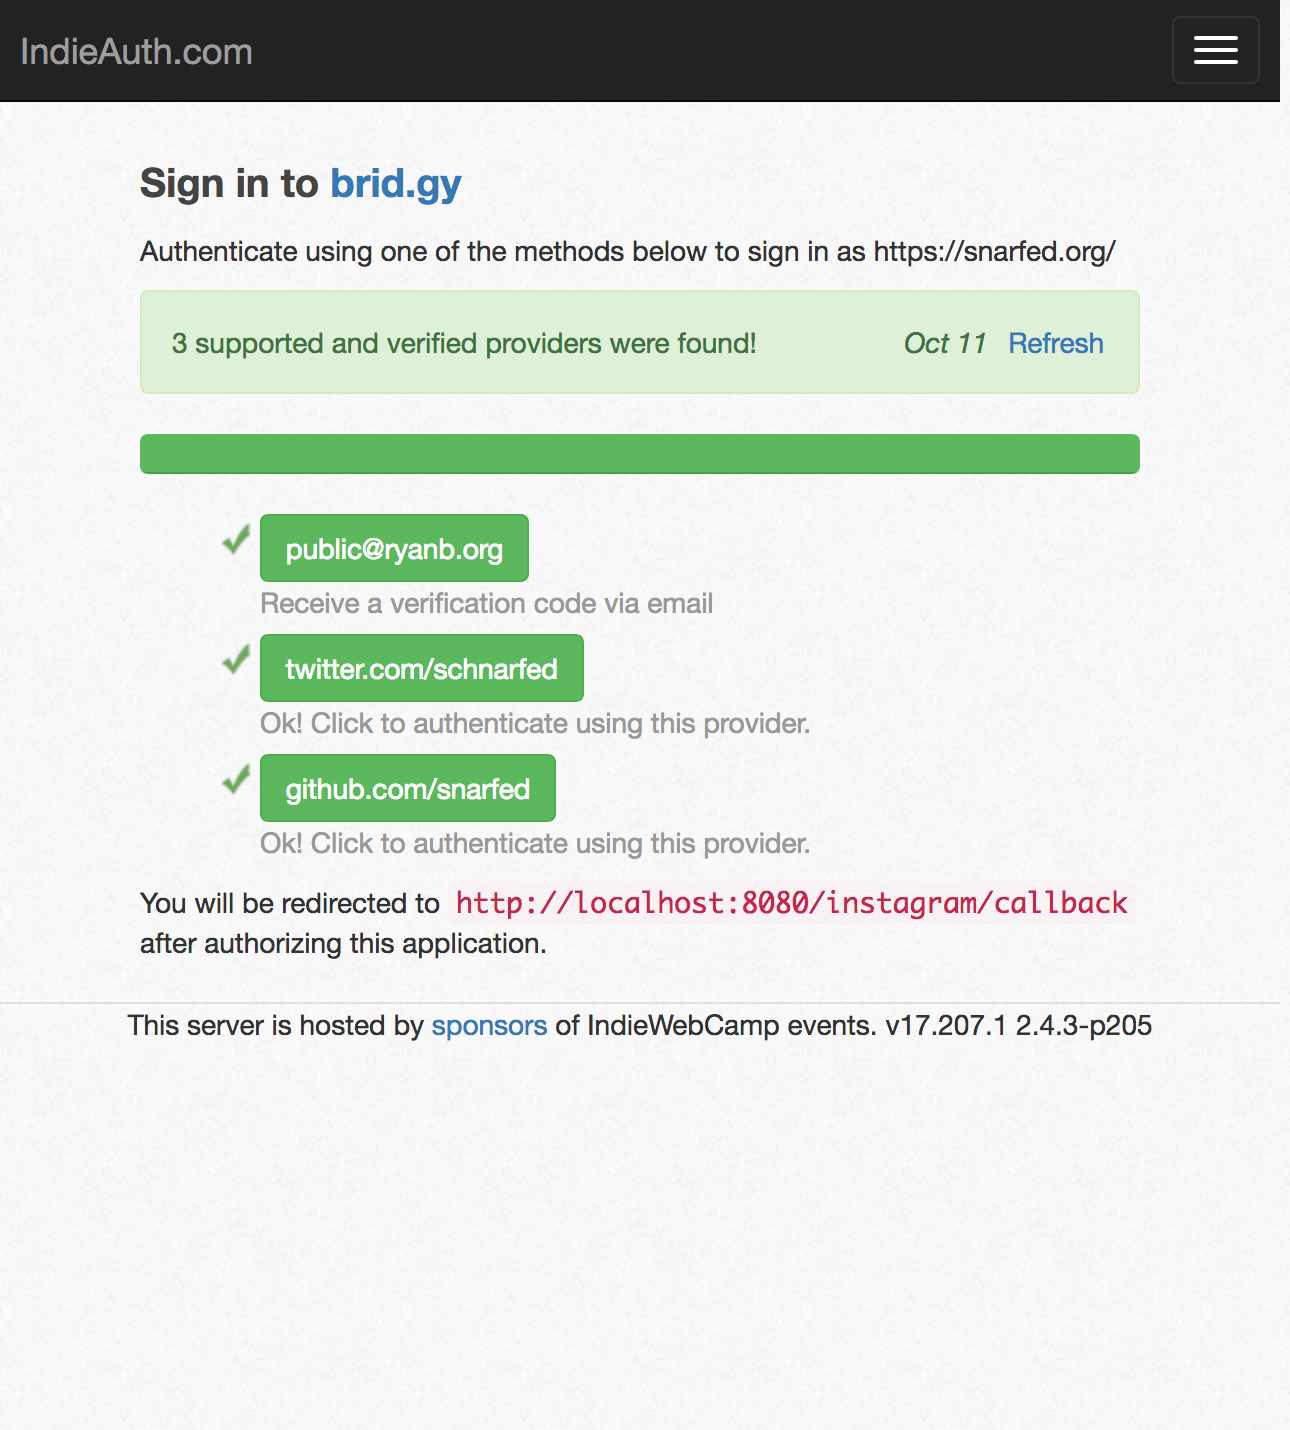 IndieAuth.com
Sign in to brid.gy
Authenticate using one of the methods below to sign in as https://snarfed.org/
3 supported and verified providers were found! Oct 11 Refresh
public@ryanb.org
Receive a verification code via email
twitter.com/schnarfed
Ok! Click to authenticate using this provider.
github.com/snarfed
Ok! Click to authenticate using this provider.
You will be redirected to http://localhost:8080/instagram/callback
after authorizing this application.
This server is hosted by sponsors of IndieWebCamp events. v17.207.1 2.4.3-p205